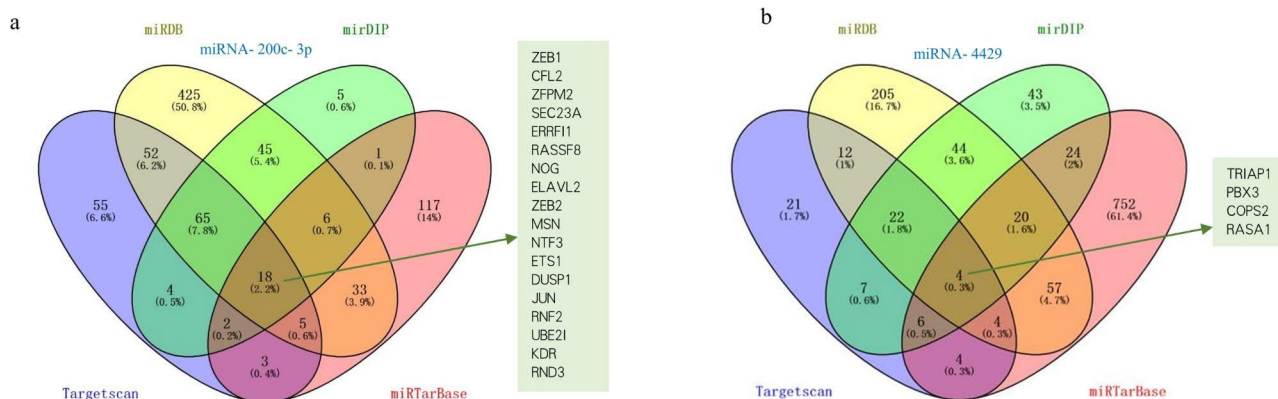 a
miRDB
mirDIP
miRNA- 200c- 3p
425
(50.8%)
5
(0.6%)
52
(6.2%)
45
(5.4%)
1
(0.1%)
55
(6.6%)
65
(7.8%)
6
(0.7%)
117
(14%)
18
(2.2%)
4
(0.5%)
33
(3.9%)
2
(0.2%)
5
(0.6%)
3
(0.4%)
Targetscan
miRTarBase
ZEB1
CFL2
ZFPM2
SEC23A
ERRFI1
RASSF8
NOG
ELAVL2
ZEB2
MSN
NTF3
ETS1
DUSP1
JUN
RNF2
UBE2I
KDR
RND3
b
miRDB
mirDIP
miRNA- 4429
205
(16.7%)
43
(3.5%)
12
(1%)
44
(3.6%)
24
(2%)
21
(1.7%)
22
(1.8%)
20
(1.6%)
752
(61.4%)
4
(0.3%)
7
(0.6%)
57
(4.7%)
6
(0.5%)
4
(0.3%)
4
(0.3%)
Targetscan
miRTarBase
TRIAP1
PBX3
COPS2
RASA1